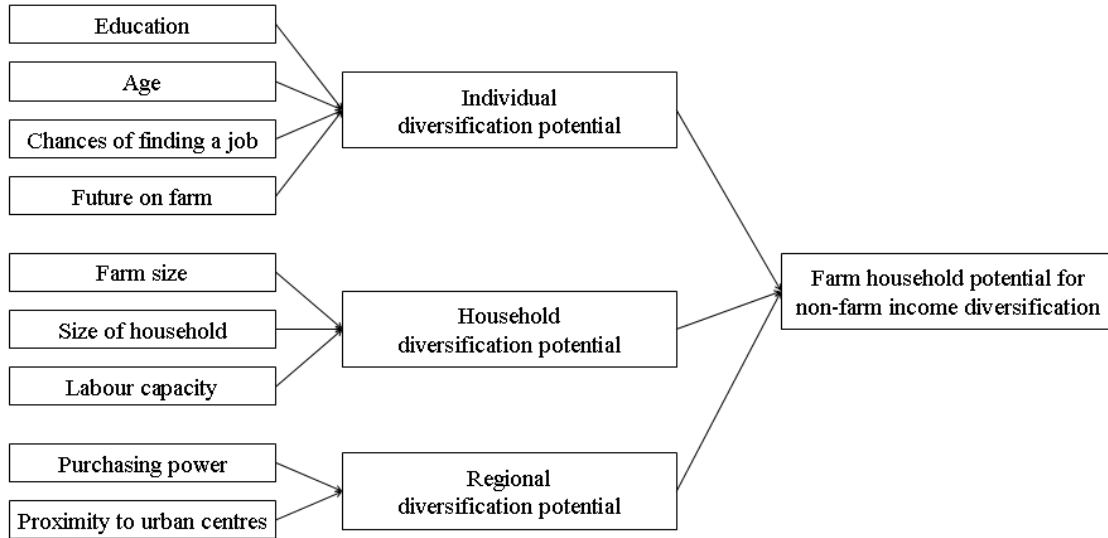 Education
Age
Chances of finding a job
Future on farm
Individual
diversification potential
Farm size
Size of household
Labour capacity
Household
diversification potential
Purchasing power
Proximity to urban centres
Regional
diversification potential
Farm household potential for
non-farm income diversification